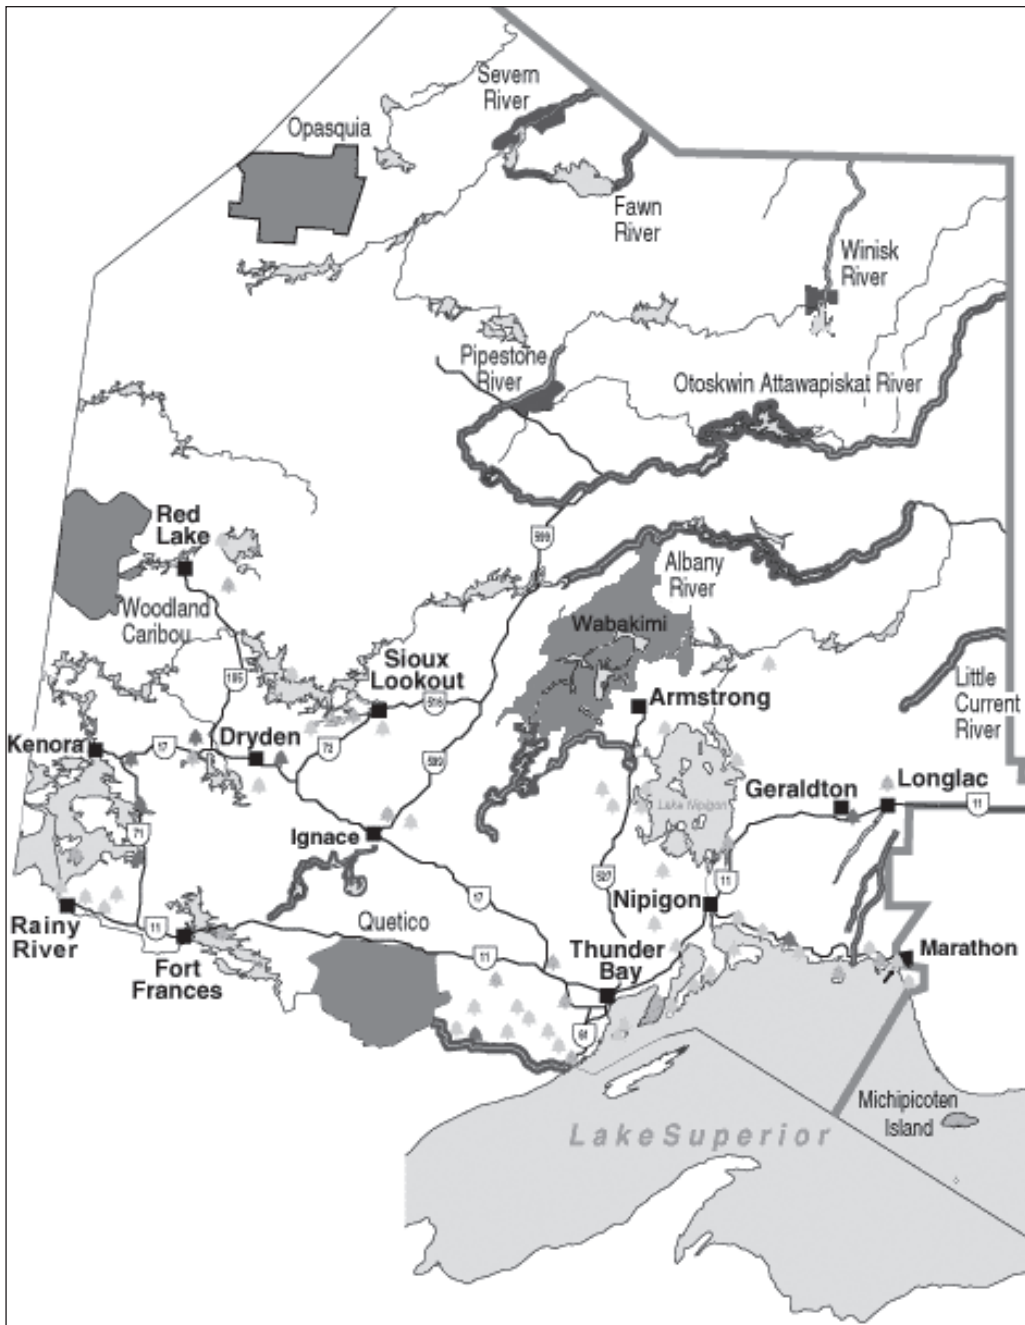 Severn
River
Opasquia
Fawn
River
Winisk
River
Pipestone
River
Otoskwin Attawapiskat River
Red
Lake
599
Albany
River
Woodland
Caribou
Wabakimi
Sioux
Lookout
Little
Current
River
105
516
Armstrong
Kenora
17
Dryden
72
599
Geraldton
Longlac
Lake Nipigon
11
71
Ignace
527
11
Nipigon
17
Rainy
River
11
Quetico
Fort
Frances
11
Thunder
Bay
Marathon
61
Michipicoten
Island
Lake Superior